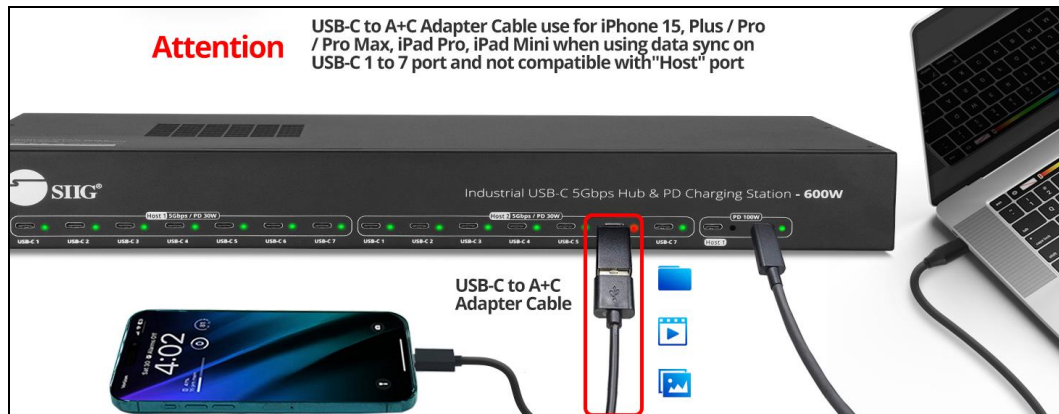 Attention
USB-C to A+C Adapter Cable use for iPhone 15, Plus / Pro
/ Pro Max, iPad Pro, iPad Mini when using data sync on
USB-C 1 to 7 port and not compatible with"Host" port
SIIG®
Industrial USB-C 5Gbps Hub & PD Charging Station - 600W
Host 1 5Gbps / PD 30W
Host 2 5Gbps / PD 30W
PD 100W
USB-C 1 USB-C 2 USB-C 3 USB-C 4 USB-C 5 USB-C 6 USB-C 7
USB-C 1 USB-C 2 USB-C 3 USB-C 4 USB-C 5 USB-C 7
Host 1
USB-C to A+C
Adapter Cable
Sat 30
4:02